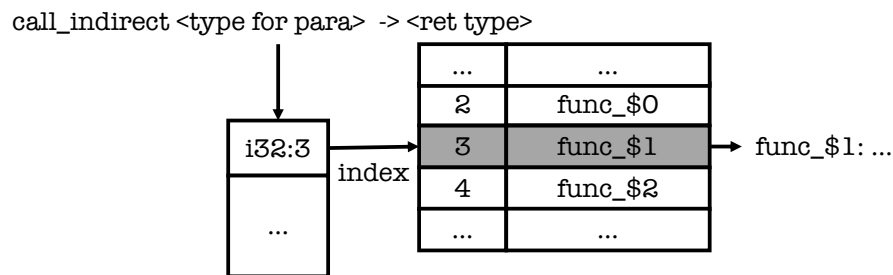 call_indirect <type for para> -> <ret type>
... ...
2 func_$0
i32:3 index 3 func_$1 func_$1: ...
4 func_$2
... ... ...